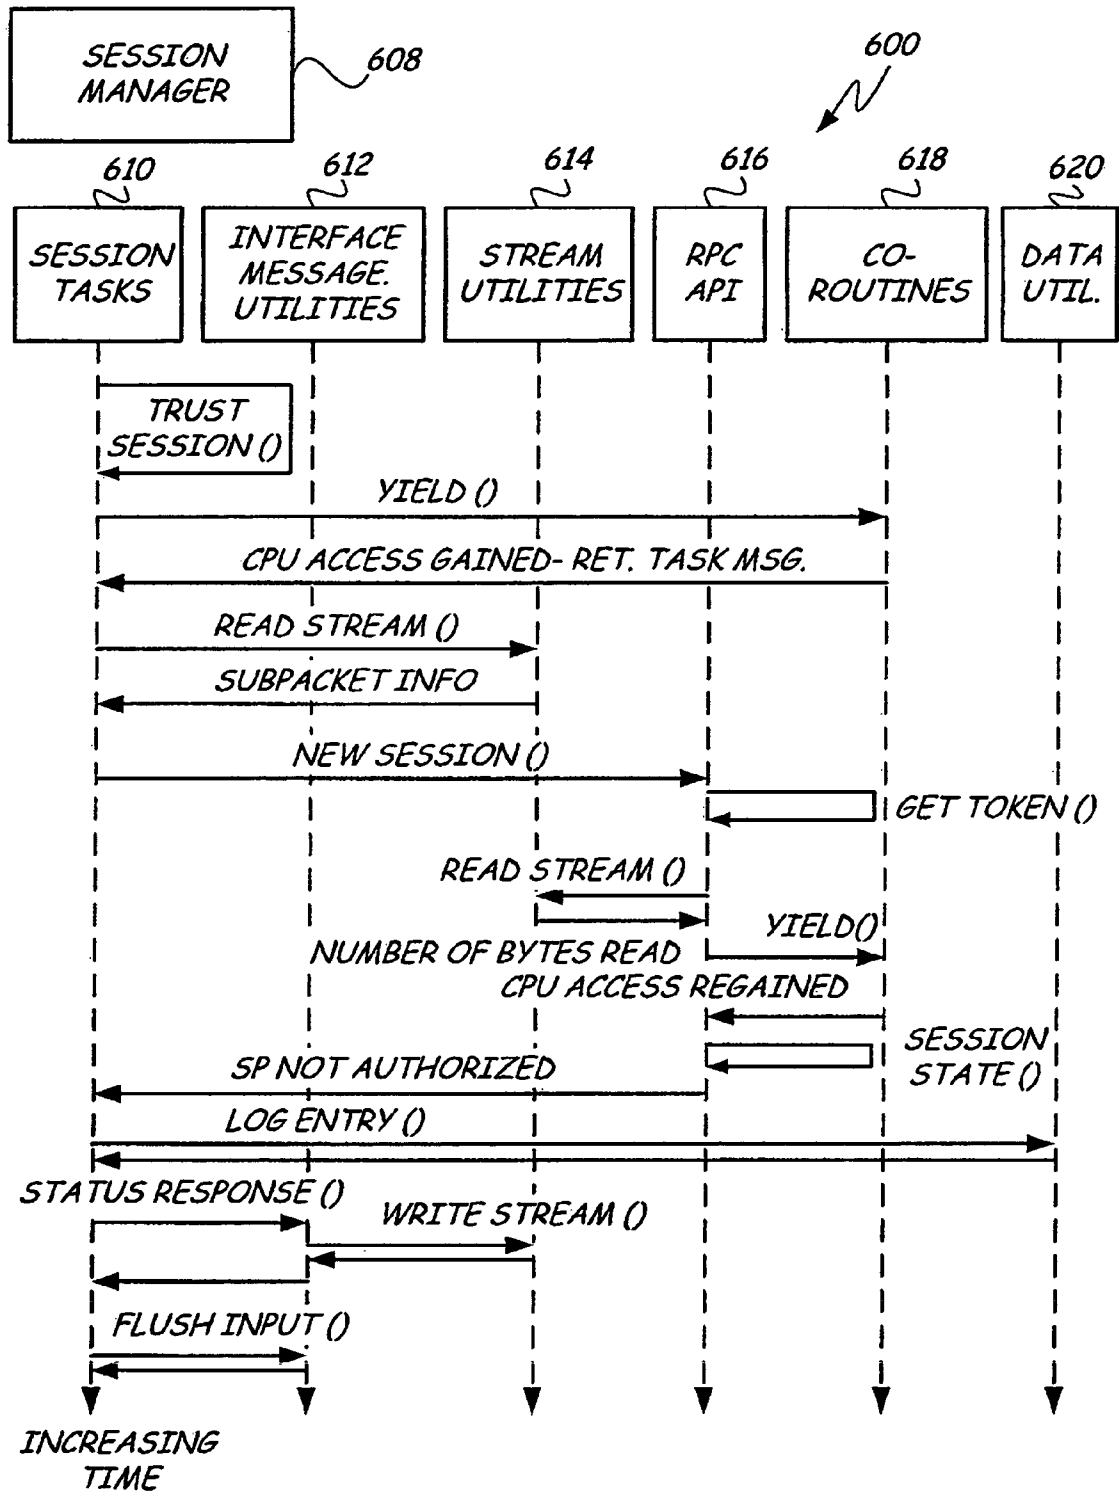 SESSION
MANAGER
608
600
610
612
614
616
618
620
SESSION
TASKS
INTERFACE
MESSAGE.
UTILITIES
STREAM
UTILITIES
RPC
API
CO-
ROUTINES
DATA
UTIL.
TRUST
SESSION ()
YIELD ()
CPU ACCESS GAINED- RET. TASK MSG.
READ STREAM ()
SUBPACKET INFO
NEW SESSION ()
GET TOKEN ()
READ STREAM ()
YIELD()
NUMBER OF BYTES READ
CPU ACCESS REGAINED
SESSION
STATE ()
SP NOT AUTHORIZED
LOG ENTRY ()
STATUS RESPONSE ()
WRITE STREAM ()
FLUSH INPUT ()
INCREASING
TIME